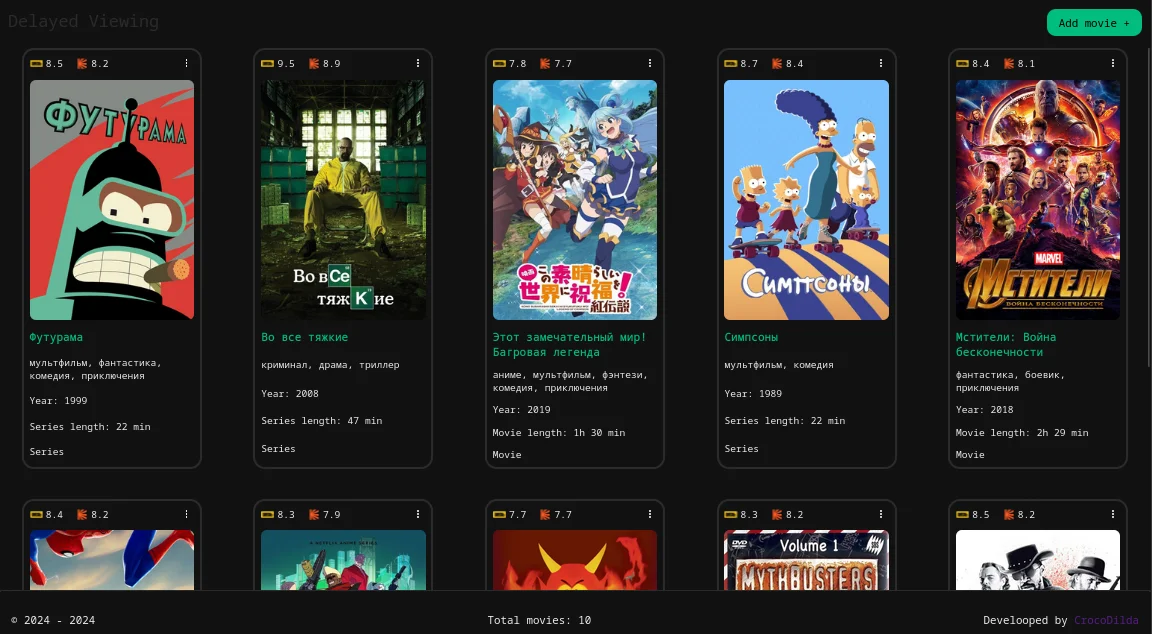 Delayed Viewing
Add movie +
8.5 8.2
9.5 8.9
7.8 7.7
8.7 8.4
8.4 8.1
ФУТУРАМА
Во все
тяжкие
映画
この素晴らしい
世界に祝福を!
紅伝説
Симпсоны
MARVEL
Мстители
ВОЙНА БЕСКОНЕЧНОСТИ
Футурама
мультфильм, фантастика,
комедия, приключения
Year: 1999
Series length: 22 min
Series
Во все тяжкие
криминал, драма, триллер
Year: 2008
Series length: 47 min
Series
Этот замечательный мир!
Багровая легенда
аниме, мультфильм, фэнтези,
комедия, приключения
Year: 2019
Movie length: 1h 30 min
Movie
Симпсоны
мультфильм, комедия
Year: 1989
Series length: 22 min
Series
Мстители: Война
бесконечности
фантастика, боевик,
приключения
Year: 2018
Movie length: 2h 29 min
Movie
8.4 8.2
8.3 7.9
7.7 7.7
8.3 8.2
8.5 8.2
A NETFLIX ANIME SERIES
DVD
Volume 1
MYTHBUSTERS
© 2024 - 2024
Total movies: 10
Develooped by CrocoDilda